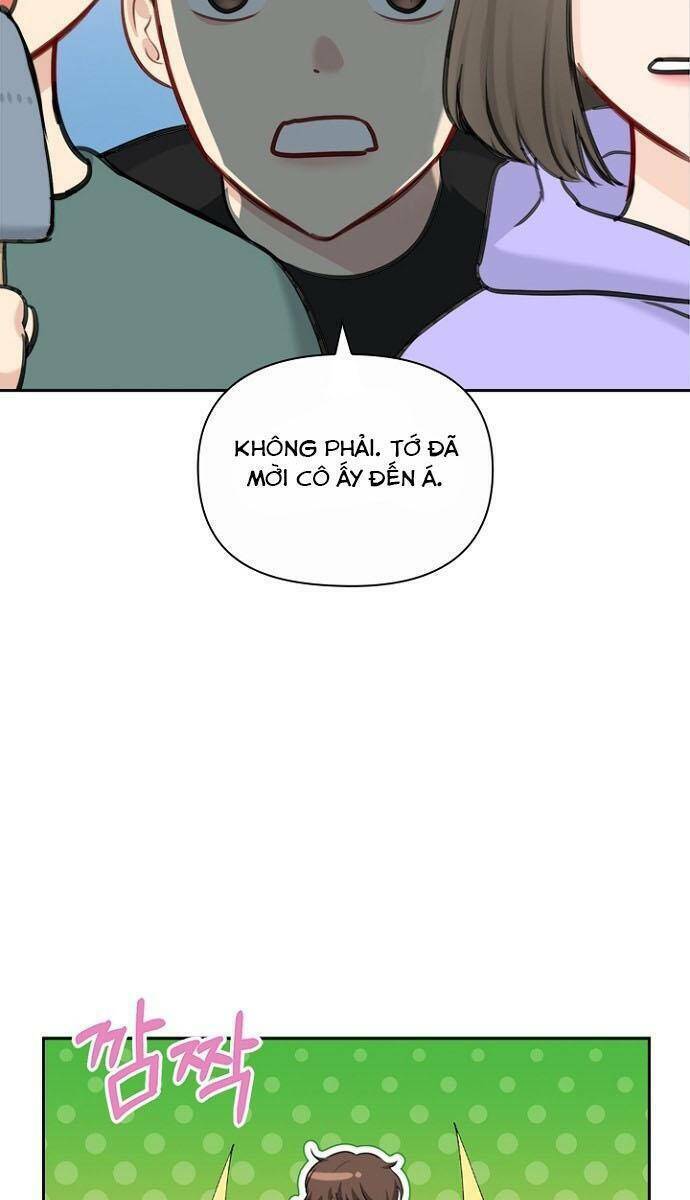 KHÔNG PHẢI. TỚ ĐÃ
MỜI CÔ ẤY ĐẾN Á.
깜짝